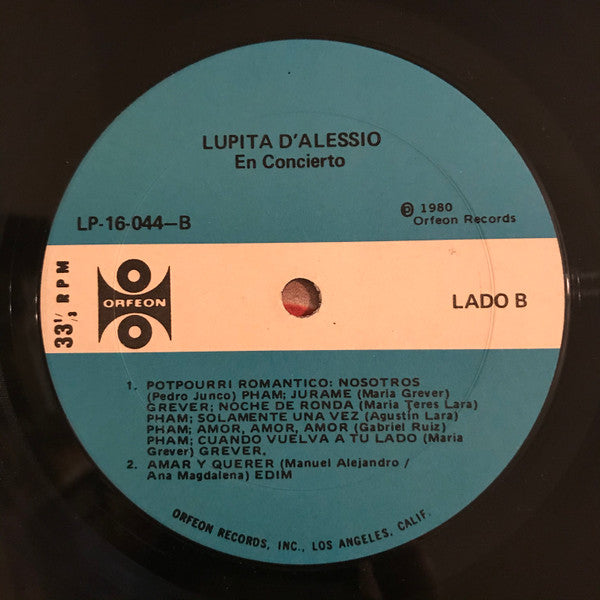 LUPITA D'ALESSIO
En Concierto
LP-16-044-B
℗ 1980
Orfeon Records
33⅓ RPM
ORFEON
LADO B
1. POTPOURRI ROMANTICO: NOSOTROS
(Pedro Junco) PHAM; JURAME (Maria Grever)
GREVER; NOCHE DE RONDA (Maria Teres Lara)
PHAM; SOLAMENTE UNA VEZ (Agustin Lara)
PHAM; AMOR, AMOR, AMOR (Gabriel Ruiz)
PHAM; CUANDO VUELVA A TU LADO (Maria
Grever) GREVER.
2. AMAR Y QUERER (Manuel Alejandro /
Ana Magdalena) EDIM
ORFEON RECORDS, INC., LOS ANGELES, CALIF.